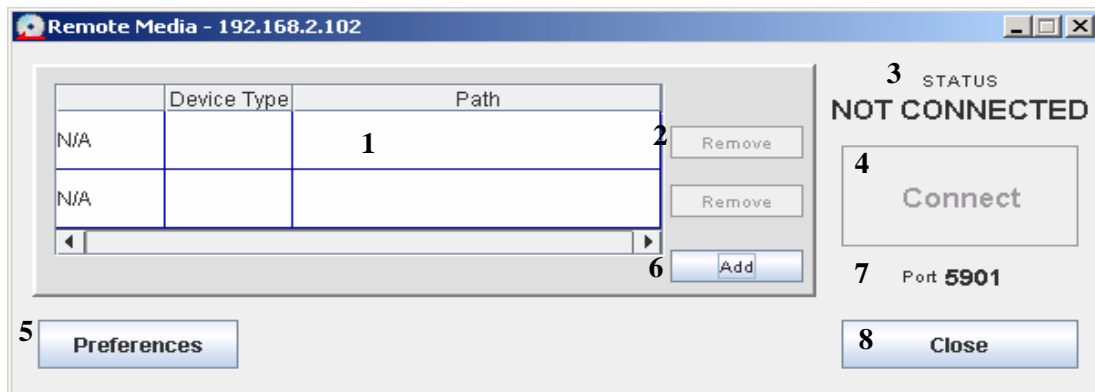 Remote Media - 192.168.2.102
Device Type Path
N/A 1
2 Remove
N/A
Remove
6 Add
3 STATUS
NOT CONNECTED
4
Connect
7 Port 5901
5 Preferences
8 Close